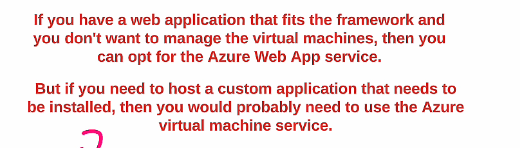 If you have a web application that fits the framework and
you don't want to manage the virtual machines, then you
can opt for the Azure Web App service.
But if you need to host a custom application that needs to
be installed, then you would probably need to use the Azure
virtual machine service.